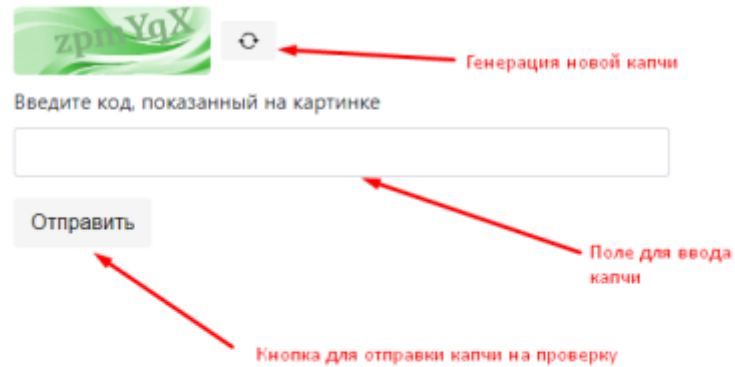 zpmYqX
Генерация новой капчи
Введите код, показанный на картинке
Отправить
Поле для ввода
капчи
Кнопка для отправки капчи на проверку